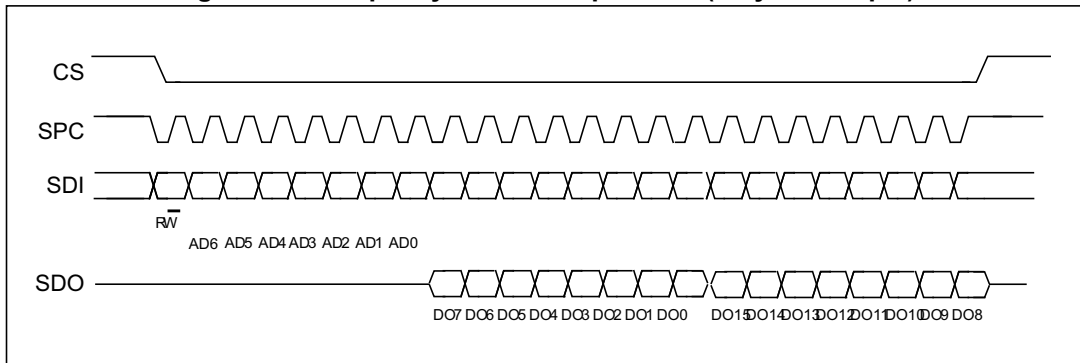 CS
SPC
SDI
RW
AD6 AD5 AD4 AD3 AD2 AD1 AD0
SDO
DO7 DO6 DO5 DO4 DO3 DO2 DO1 DO0 DO15 DO14 DO13 DO12 DO11 DO10 DO9 DO8